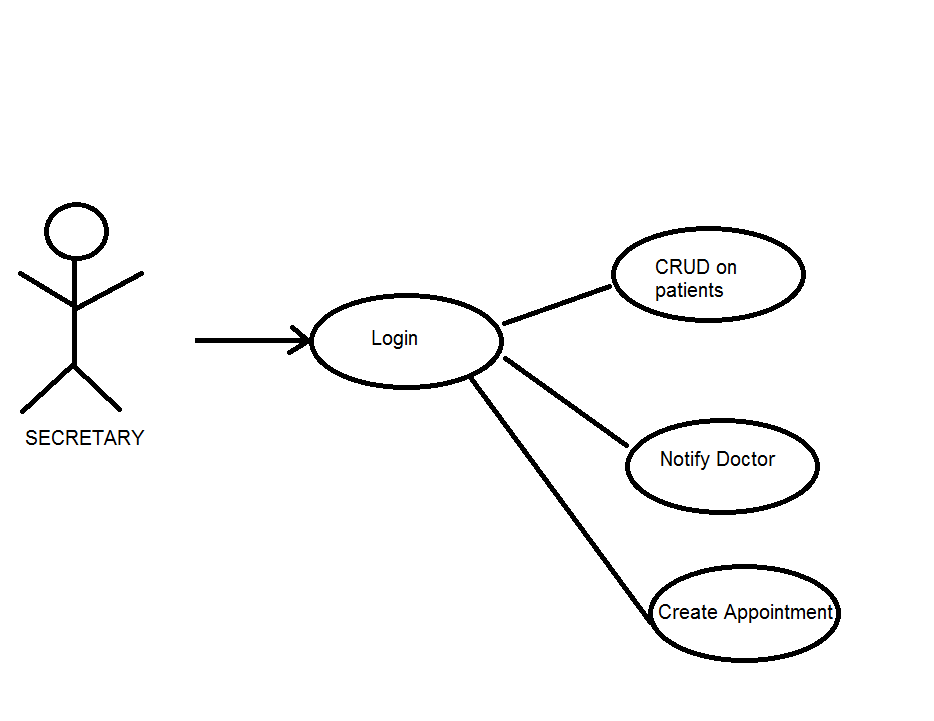 CRUD on
patients
Login
SECRETARY
Notify Doctor
Create Appointment